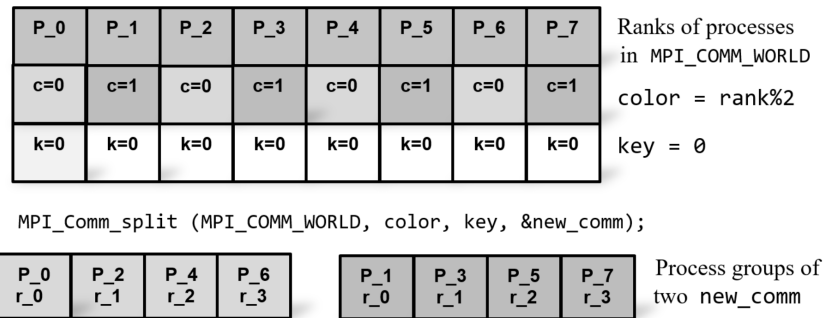 P_0 P_1 P_2 P_3 P_4 P_5 P_6 P_7 Ranks of processes
in MPI_COMM_WORLD
c=0 c=1 c=0 c=1 c=0 c=1 c=0 c=1 color = rank%2
k=0 k=0 k=0 k=0 k=0 k=0 k=0 k=0 key = 0
MPI_Comm_split (MPI_COMM_WORLD, color, key, &new_comm);
P_0 P_2 P_4 P_6 P_1 P_3 P_5 P_7 Process groups of
r_0 r_1 r_2 r_3 r_0 r_1 r_2 r_3 two new_comm